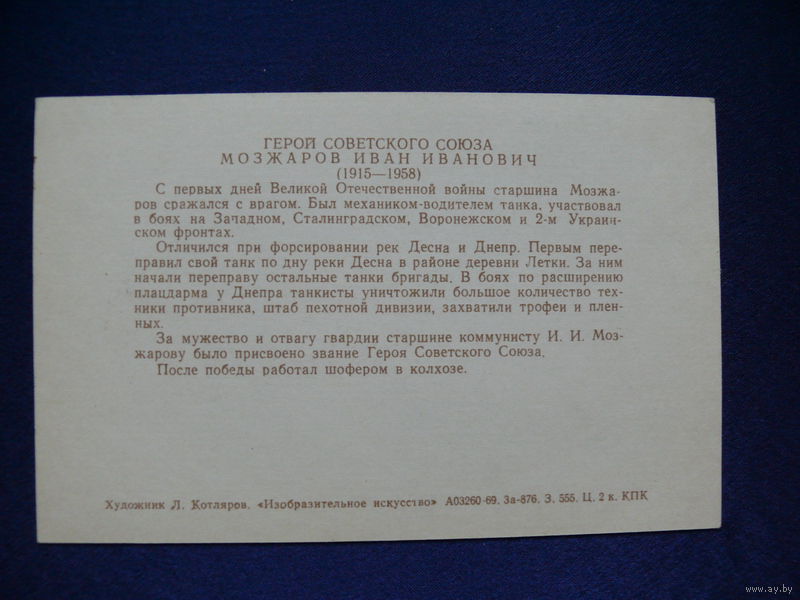 ГЕРОЙ СОВЕТСКОГО СОЮЗА
МОЗЖАРОВ ИВАН ИВАНОВИЧ
(1915—1958)
С первых дней Великой Отечественной войны старшина Мозжа-
ров сражался с врагом. Был механиком-водителем танка, участвовал
в боях на Западном, Сталинградском, Воронежском и 2-м Украин-
ском фронтах.
Отличился при форсировании рек Десна и Днепр. Первым пере-
правил свой танк по дну реки Десна в районе деревни Летки. За ним
начали переправу остальные танки бригады. В боях по расширению
плацдарма у Днепра танкисты уничтожили большое количество тех-
ники противника, штаб пехотной дивизии, захватили трофеи и плен-
ных.
За мужество и отвагу гвардии старшине коммунисту И. И. Моз-
жарову было присвоено звание Героя Советского Союза.
После победы работал шофером в колхозе.
Художник Л. Котляров. «Изобразительное искусство» А03260-69. За-876. З. 555. Ц. 2 к. КПК
www.ay.by